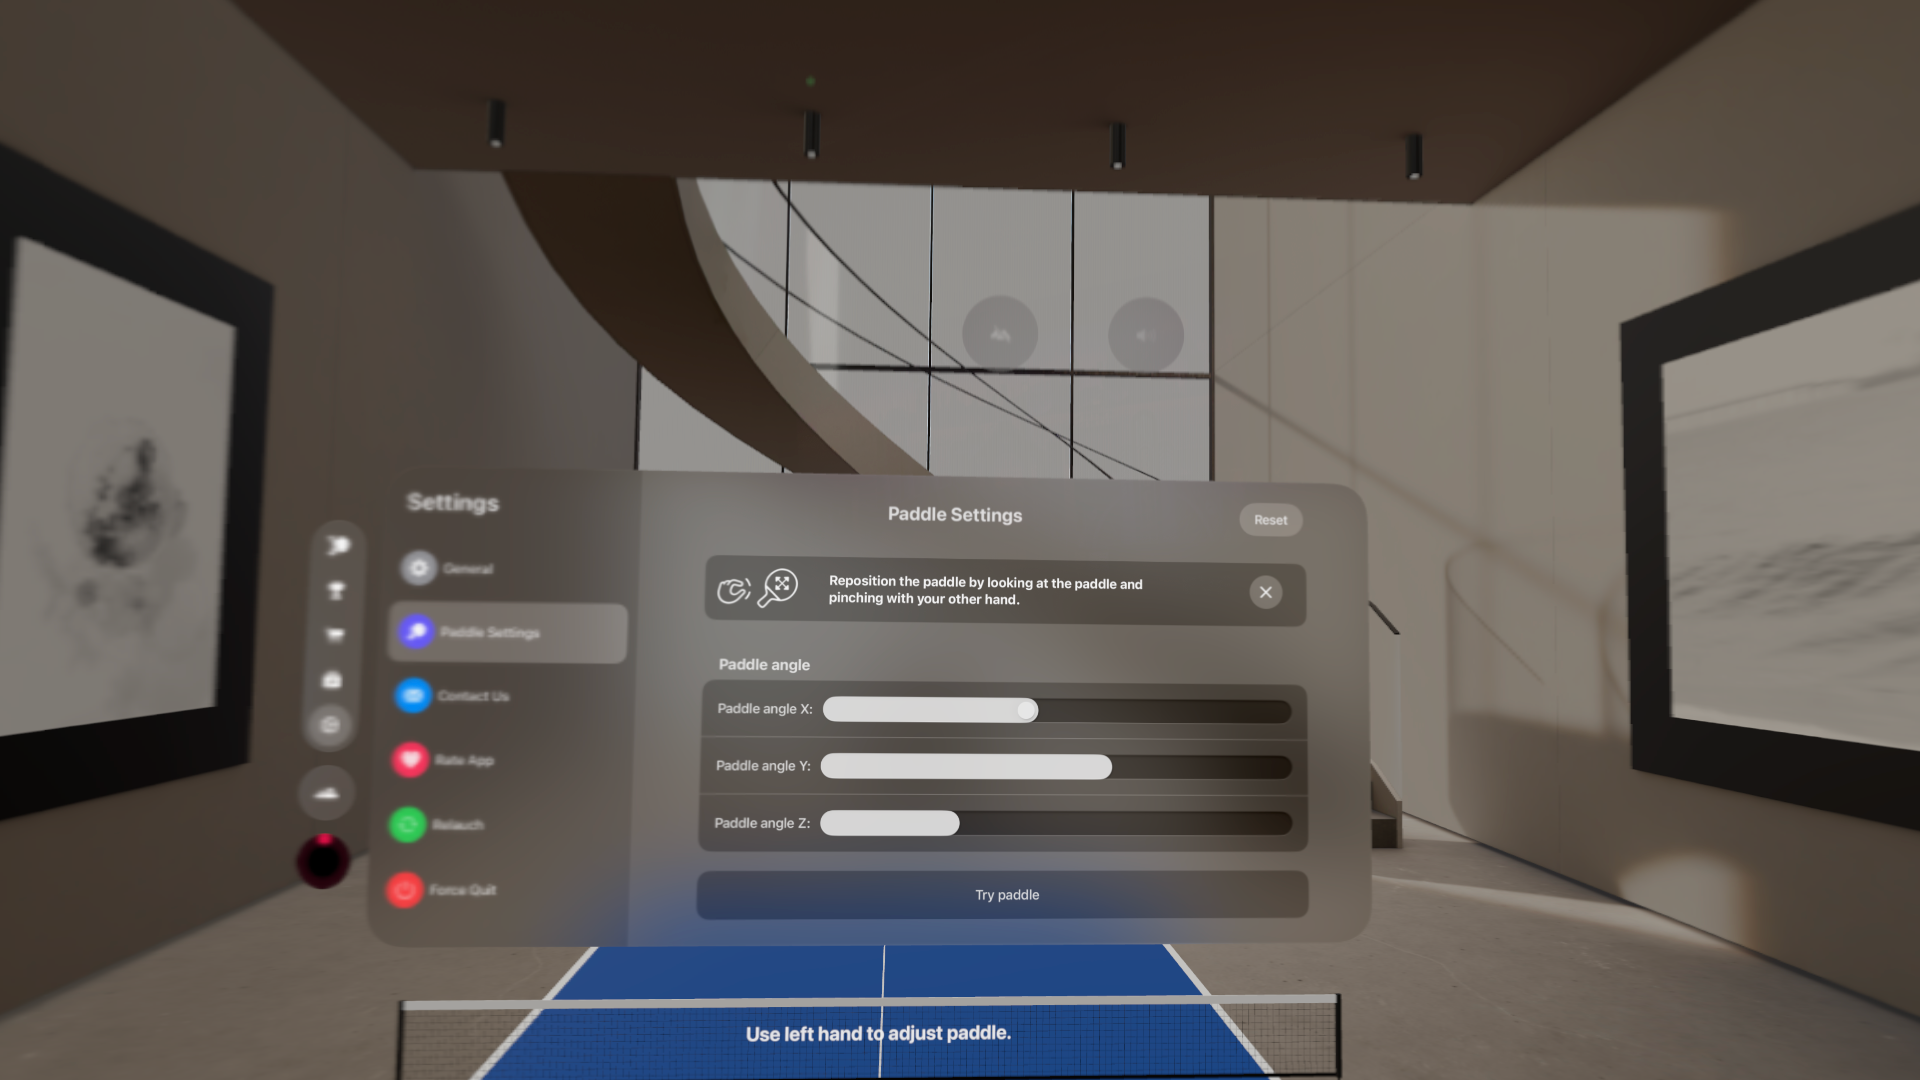 Settings
General
Paddle Settings
Contact Us
Rate App
Relauch
Force Quit
Paddle Settings
Reset
Reposition the paddle by looking at the paddle and
pinching with your other hand.
Paddle angle
Paddle angle X:
Paddle angle Y:
Paddle angle Z:
Try paddle
Use left hand to adjust paddle.